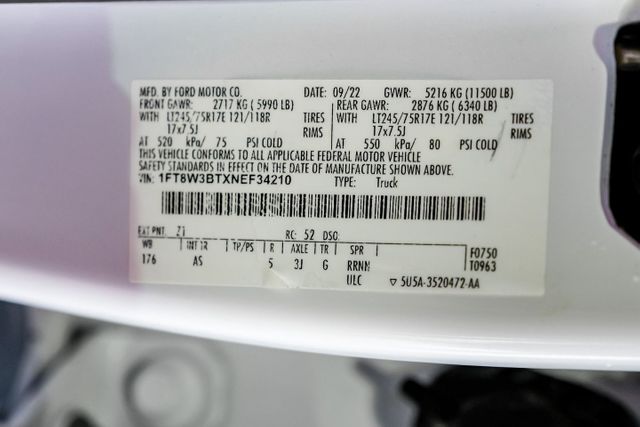 MFD. BY FORD MOTOR CO. DATE: 09/22 GVWR: 5216 KG (11500 LB)
FRONT GAWR: 2717 KG ( 5990 LB) REAR GAWR: 2876 KG ( 6340 LB)
WITH LT245/75R17E 121/118R TIRES WITH LT245/75R17E 121/118R TIRES
17x7.5J RIMS 17x7.5J RIMS
AT 520 kPa/ 75 PSI COLD AT 550 kPa/ 80 PSI COLD
THIS VEHICLE CONFORMS TO ALL APPLICABLE FEDERAL MOTOR VEHICLE
SAFETY STANDARDS IN EFFECT ON THE DATE OF MANUFACTURE SHOWN ABOVE.
VIN: 1FT8W3BTXNEF34210 TYPE: Truck
EXT PNT: Z1 RC: 52 DSO:
WB INT TR TP/PS R AXLE TR SPR F0750
176 AS 5 3J G RRNN T0963
ULC ▽ 5U5A-3520472-AA